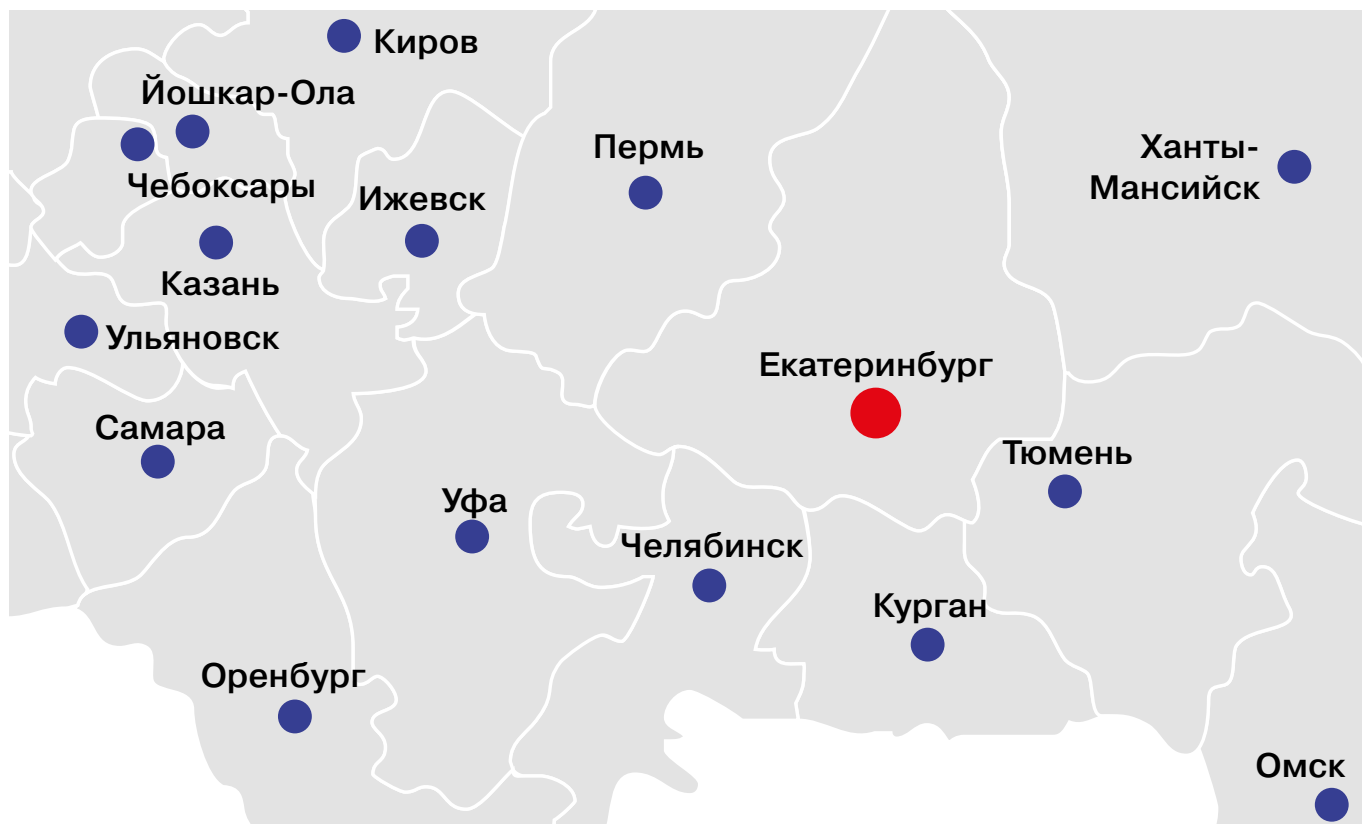 Киров
Йошкар-Ола
Пермь
Ханты-
Мансийск
Чебоксары
Ижевск
Казань
Ульяновск
Екатеринбург
Самара
Тюмень
Уфа
Челябинск
Курган
Оренбург
Омск